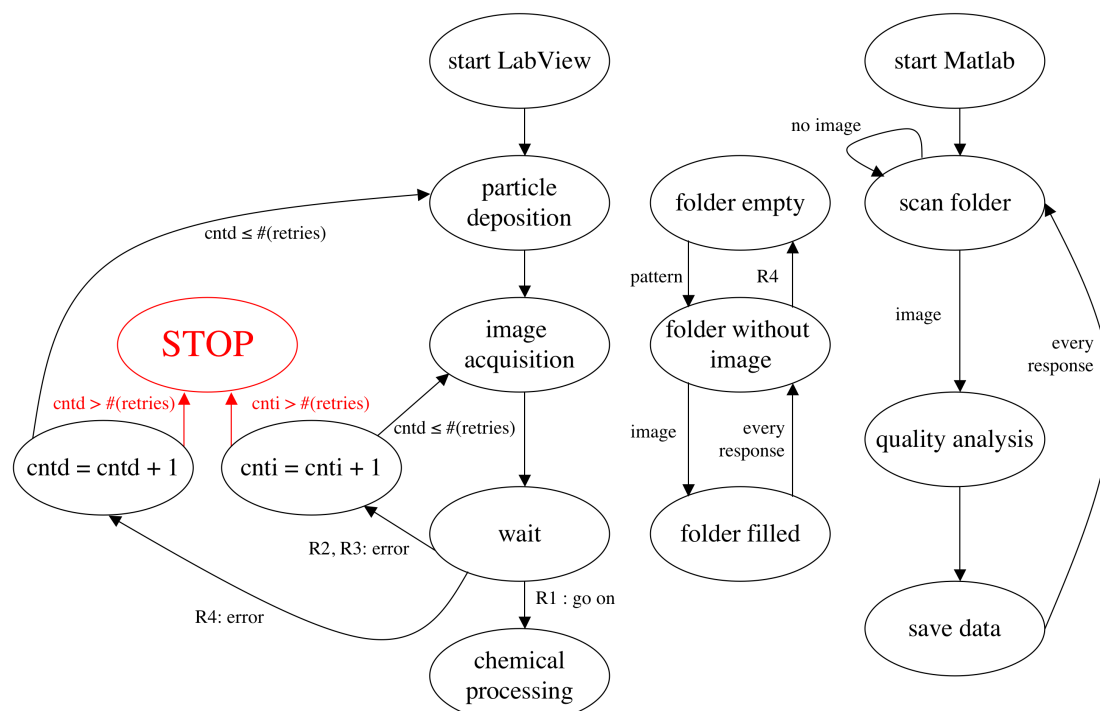 start LabView
start Matlab
no image
particle
deposition
folder empty
scan folder
cntd ≤ #(retries)
pattern
R4
STOP
image
acquisition
folder without
image
image
every
response
cntd > #(retries)
cnti > #(retries)
cntd ≤ #(retries)
image
every
response
quality analysis
cntd = cntd + 1
cnti = cnti + 1
wait
folder filled
R2, R3: error
R1 : go on
R4: error
save data
chemical
processing